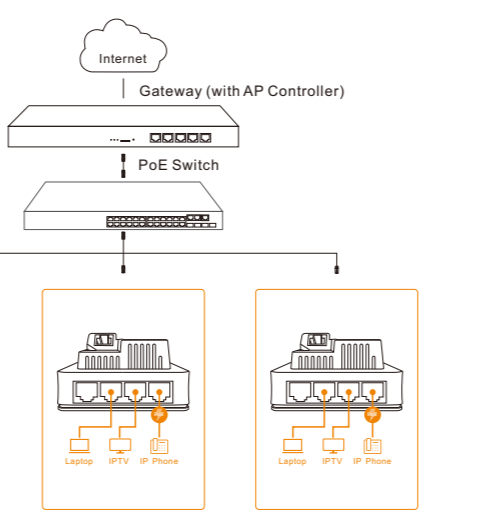 Internet
Gateway (with AP Controller)
PoE Switch
Laptop IPTV IP Phone
Laptop IPTV IP Phone